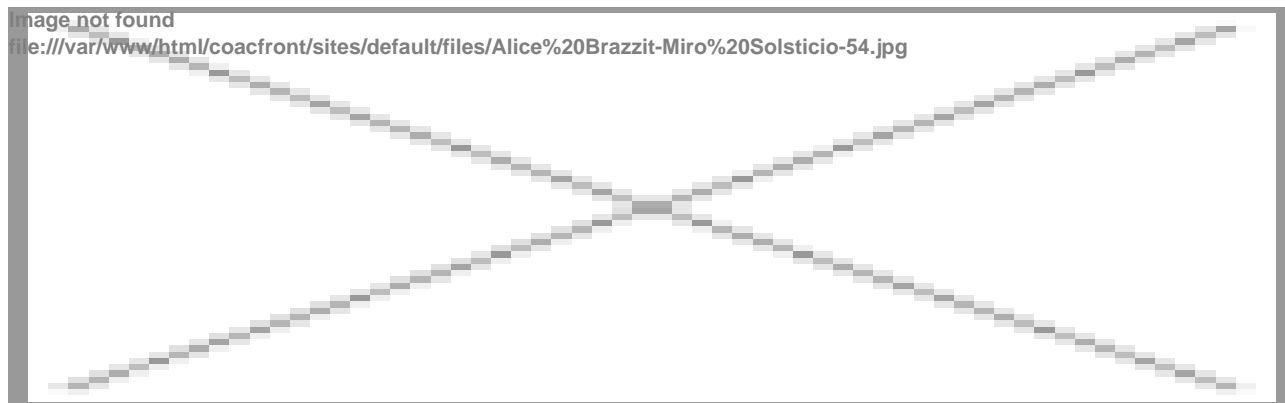 Image not found
file:///var/www/html/coacfront/sites/default/files/Alice%20Brazzit-Miro%20Solsticio-54.jpg